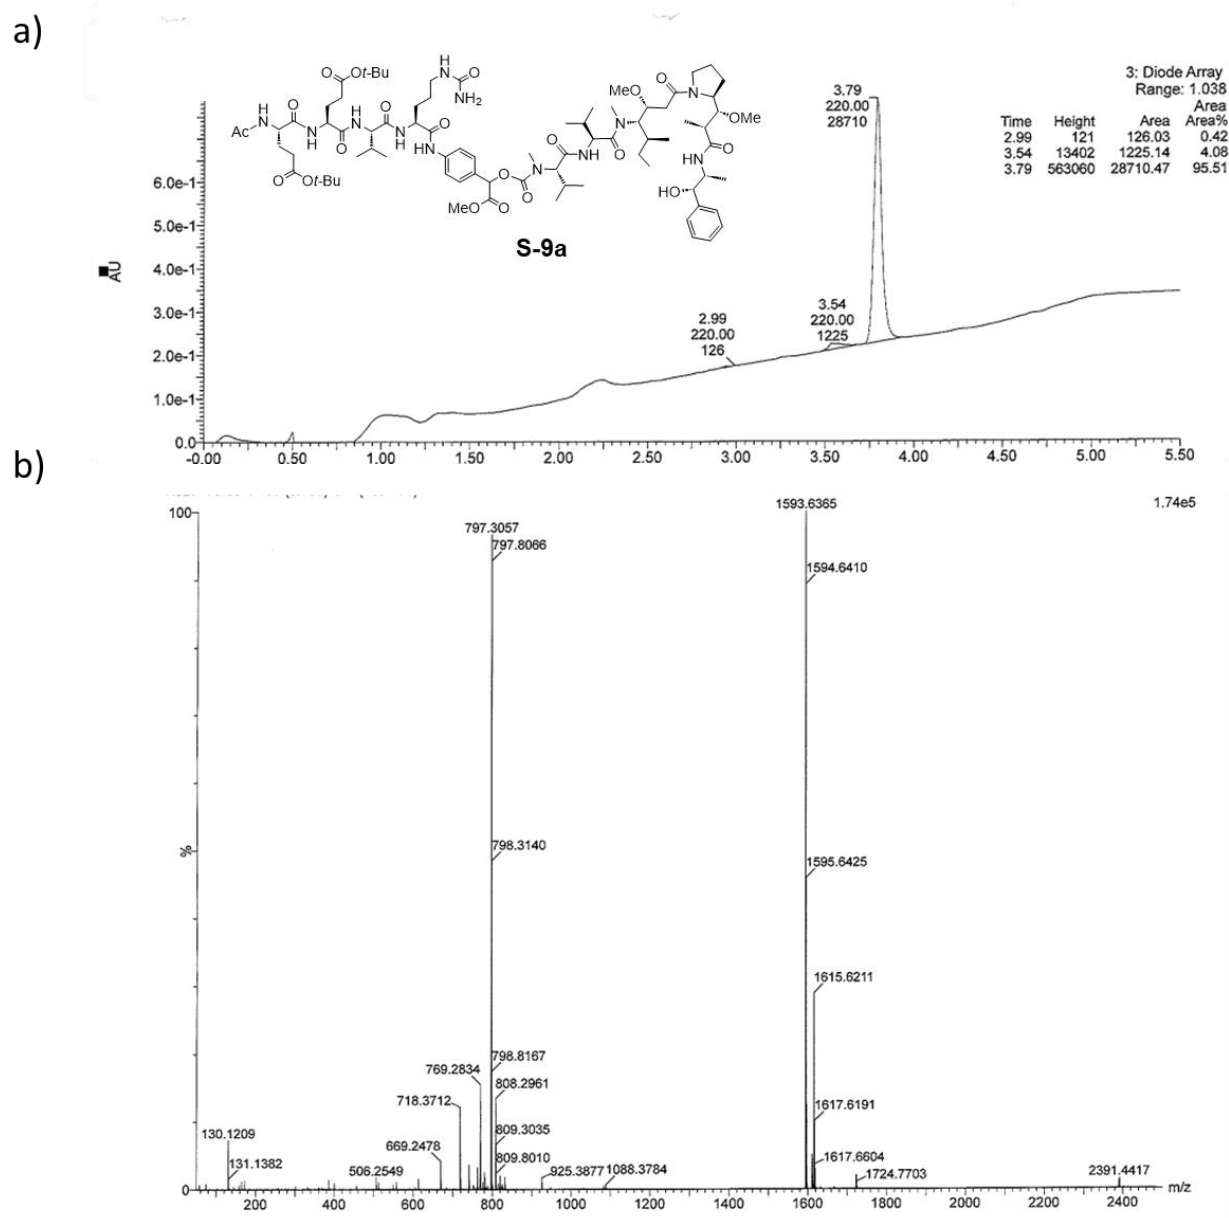 a)
3: Diode Array
Range: 1.038
Area
Time Height Area Area%
2.99 121 126.03 0.42
3.54 13402 1225.14 4.08
3.79 563060 28710.47 95.51
3.79
220.00
28710
Ot-Bu
O
H
N
O
NH2
Ac
H
N
O
N
H
O
H
N
O
N
H
O
NH
O
Ot-Bu
MeO
O
O
O
N
O
NH
O
N
MeO
O
N
OMe
O
NH
HO
S-9a
AU
6.0e-1
5.0e-1
4.0e-1
3.0e-1
2.0e-1
1.0e-1
0.0
2.99
220.00
126
3.54
220.00
1225
-0.00 0.50 1.00 1.50 2.00 2.50 3.00 3.50 4.00 4.50 5.00 5.50
b)
100
%
0
1.74e5
1593.6365
797.3057
797.8066
1594.6410
798.3140
1595.6425
1615.6211
798.8167
769.2834
808.2961
718.3712
1617.6191
130.1209
809.3035
669.2478
809.8010
1617.6604
131.1382
506.2549
925.3877
1088.3784
1724.7703
2391.4417
200 400 600 800 1000 1200 1400 1600 1800 2000 2200 2400
m/z